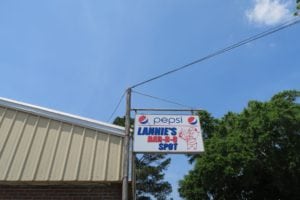 pepsi
LANNIE'S
BAR-B-Q
SPOT